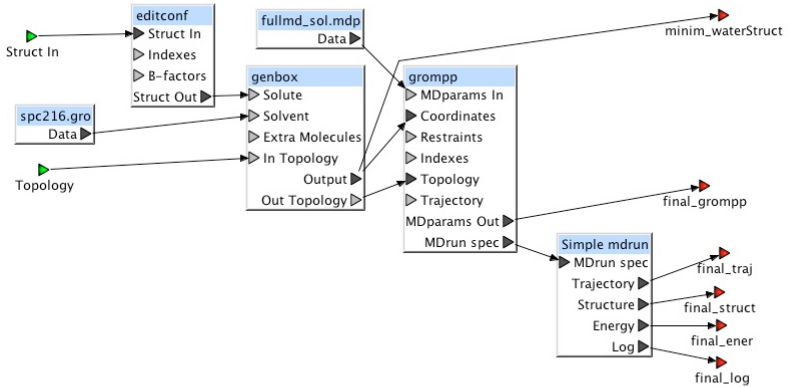 editconf
Struct In
Indexes
B-factors
Struct Out
Struct In
fullmd_sol.mdp
Data
minim_waterStruct
spc216.gro
Data
Topology
genbox
Solute
Solvent
Extra Molecules
In Topology
Output
Out Topology
grompp
MDparams In
Coordinates
Restraints
Indexes
Topology
Trajectory
MDparams Out
MDrun spec
final_grompp
Simple mdrun
MDrun spec
Trajectory
Structure
Energy
Log
final_traj
final_struct
final_ener
final_log